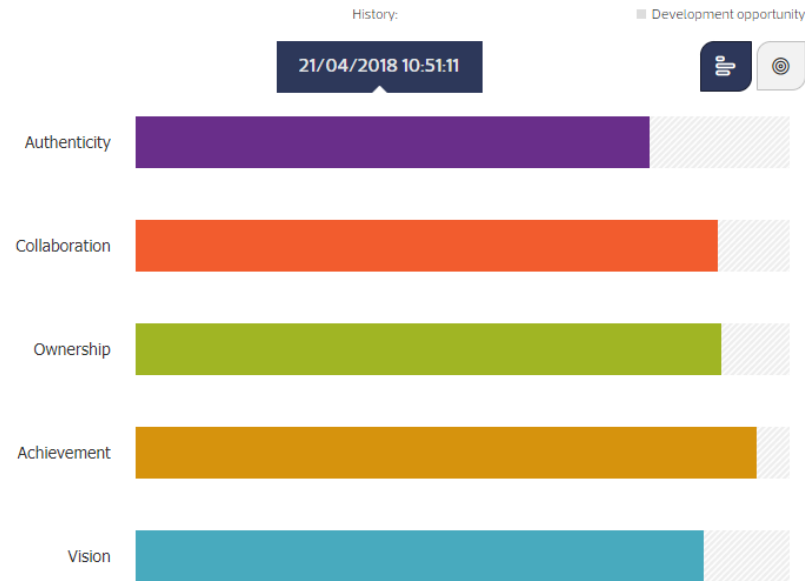 History:
Development opportunity
21/04/2018 10:51:11
Authenticity
Collaboration
Ownership
Achievement
Vision